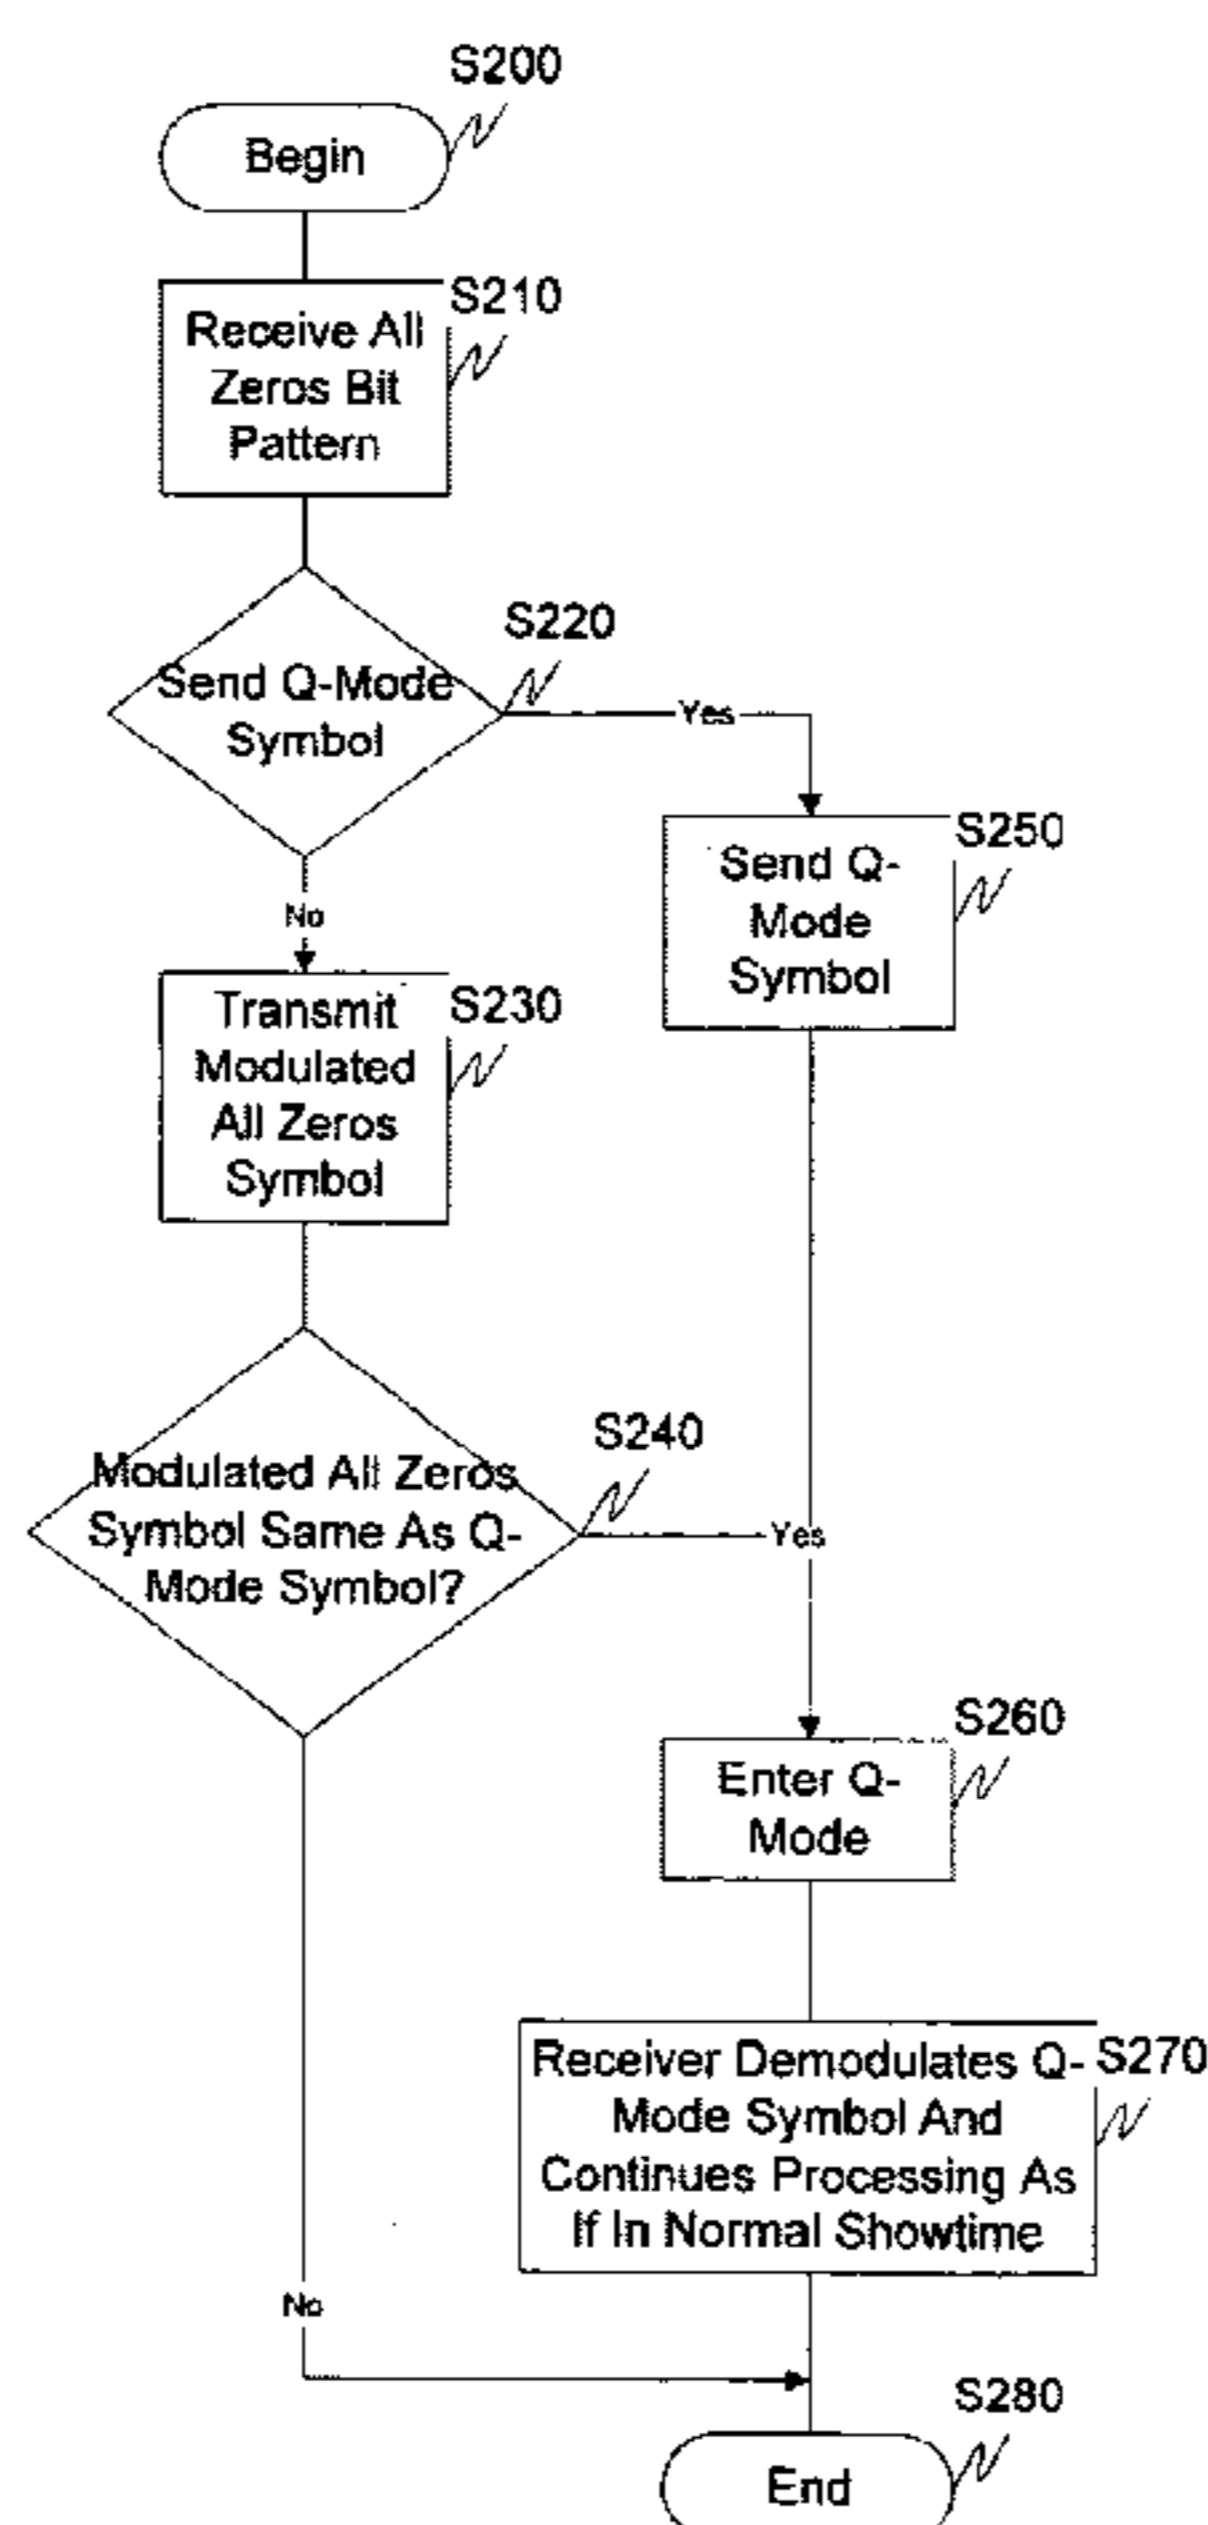 S200
Begin
S210
Receive All
Zeros Bit
Pattern
S220
Send Q-Mode
Symbol
Yes
No
S250
Send Q-
Mode
Symbol
S230
Transmit
Modulated
All Zeros
Symbol
S240
Modulated All Zeros
Symbol Same As Q-
Mode Symbol?
Yes
S260
Enter Q-
Mode
S270
Receiver Demodulates Q-
Mode Symbol And
Continues Processing As
If In Normal Showtime
No
S280
End